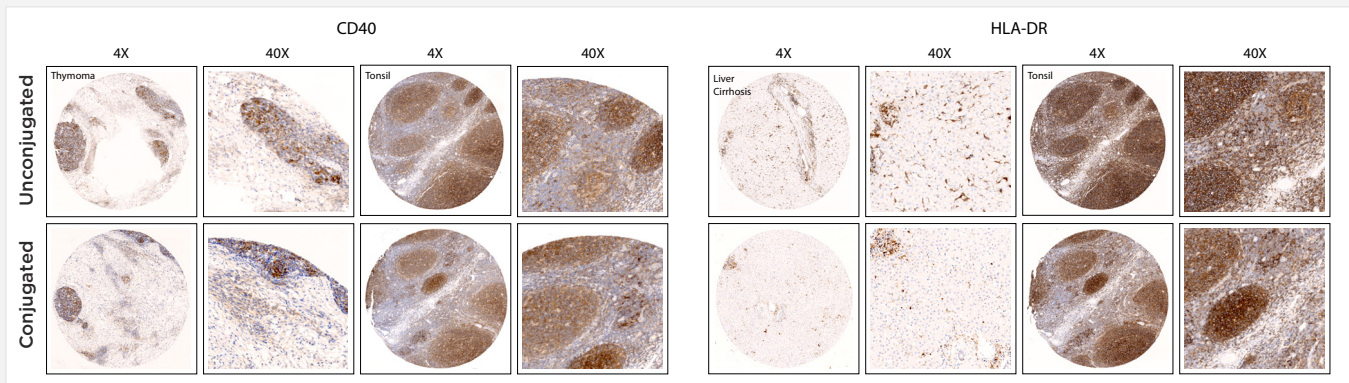 CD40
HLA-DR
4X
40X
4X
40X
4X
40X
4X
40X
Unconjugated
Thymoma
Tonsil
Liver
Cirrhosis
Tonsil
Conjugated